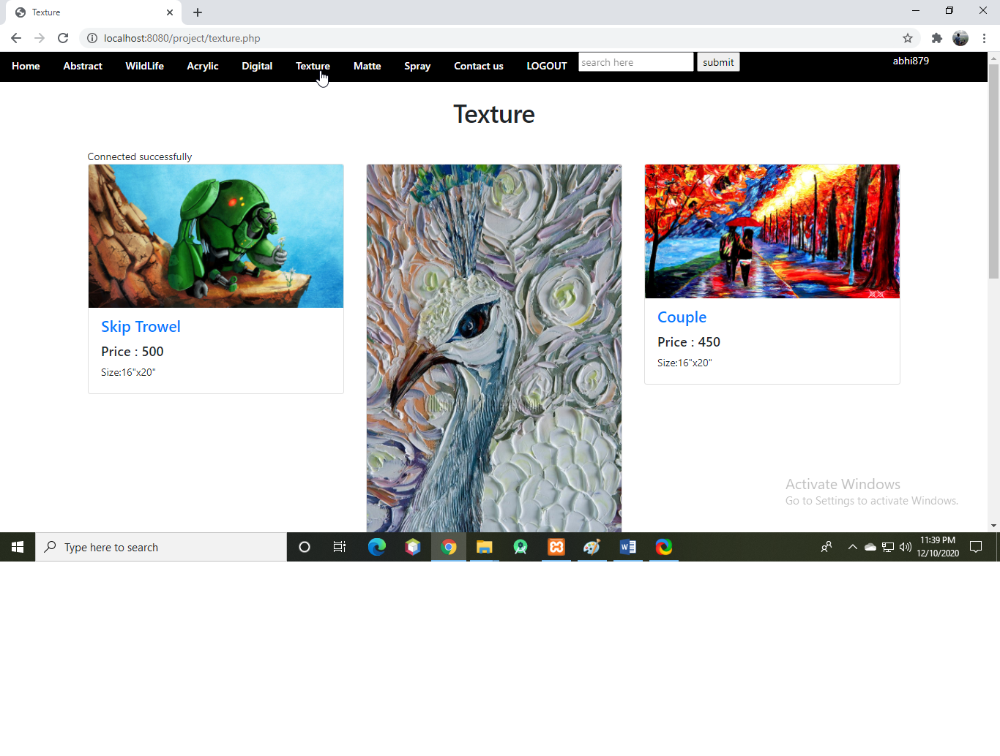 Texture
localhost:8080/project/texture.php
Home Abstract WildLife Acrylic Digital Texture Matte Spray Contact us LOGOUT search here submit abhi879
Texture
Connected successfully
Skip Trowel
Price : 500
Size:16"x20"
Couple
Price : 450
Size:16"x20"
Activate Windows
Go to Settings to activate Windows.
Type here to search
11:39 PM
12/10/2020